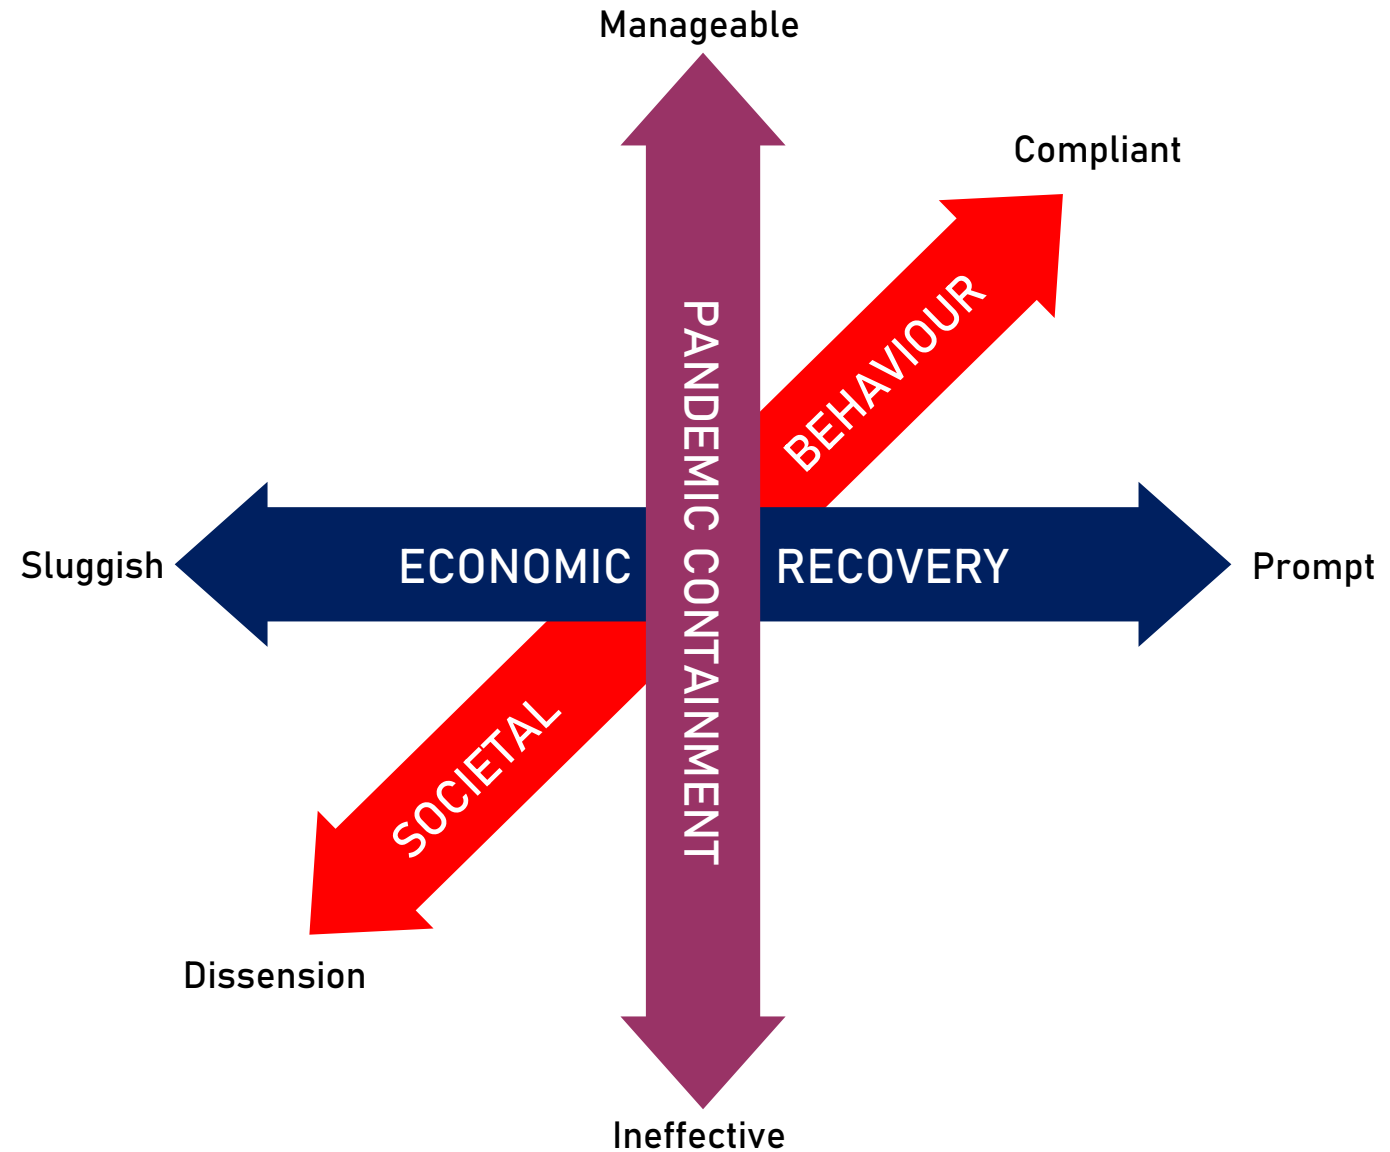 Manageable
Compliant
BEHAVIOUR
PANDEMIC CONTAINMENT
Sluggish
ECONOMIC RECOVERY
Prompt
SOCIETAL
Dissension
Ineffective